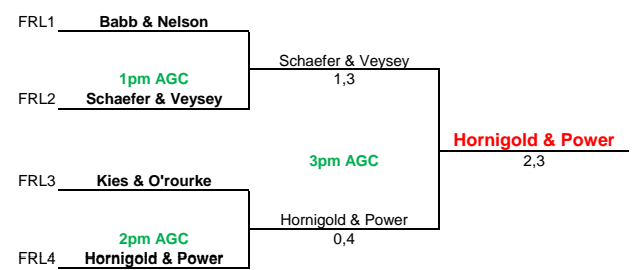 FRL1 Babb & Nelson
Schaefer & Veysey
1pm AGC
1,3
FRL2 Schaefer & Veysey
Hornigold & Power
3pm AGC
2,3
FRL3 Kies & O'rourke
Hornigold & Power
2pm AGC
0,4
FRL4 Hornigold & Power